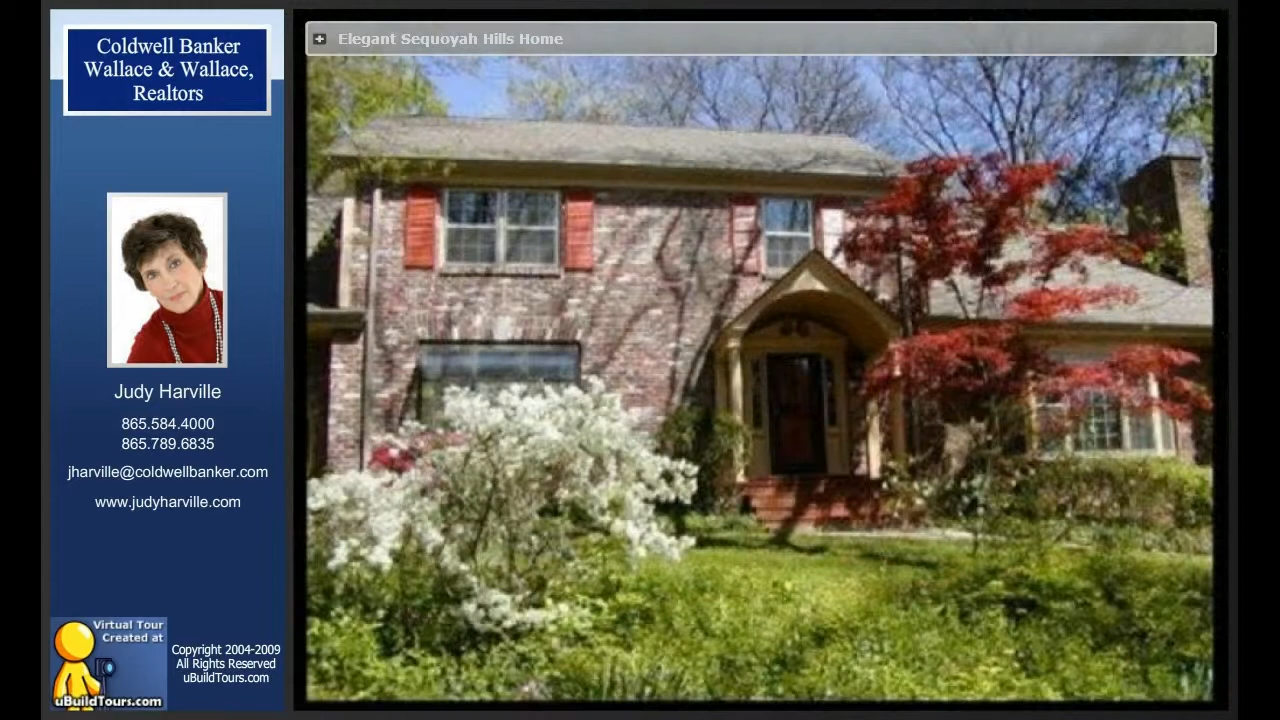 Coldwell Banker
Wallace & Wallace,
Realtors
Elegant Sequoyah Hills Home
Judy Harville
865.584.4000
865.789.6835
jharville@coldwellbanker.com
www.judyharville.com
Virtual Tour
Created at
uBuildTours.com
Copyright 2004-2009
All Rights Reserved
uBuildTours.com